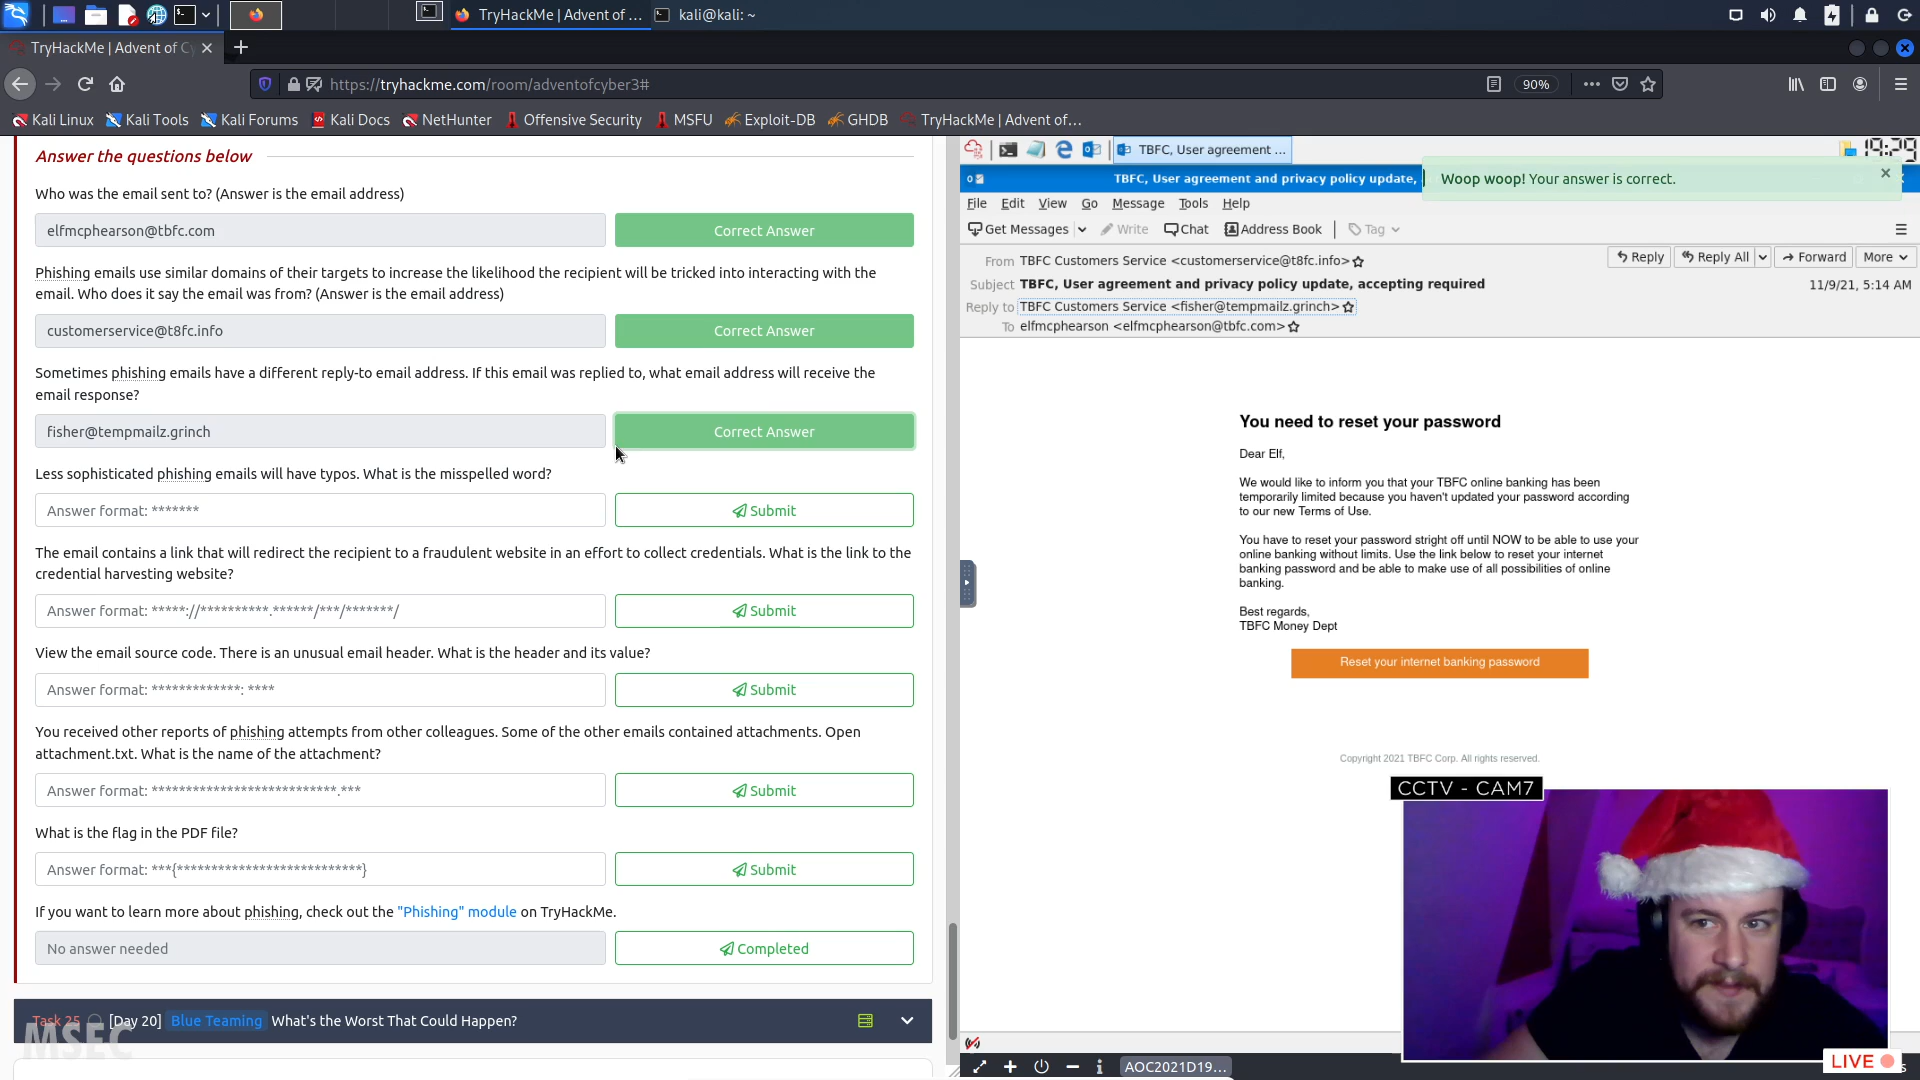 TryHackMe | Advent of ...
kali@kali: ~
TryHackMe | Advent of Cy
https://tryhackme.com/room/adventofcyber3#
90%
Kali Linux
Kali Tools
Kali Forums
Kali Docs
NetHunter
Offensive Security
MSFU
Exploit-DB
GHDB
TryHackMe | Advent of...
Answer the questions below
Who was the email sent to? (Answer is the email address)
elfmcphearson@tbfc.com
Correct Answer
Phishing emails use similar domains of their targets to increase the likelihood the recipient will be tricked into interacting with the
email. Who does it say the email was from? (Answer is the email address)
customerservice@t8fc.info
Correct Answer
Sometimes phishing emails have a different reply-to email address. If this email was replied to, what email address will receive the
email response?
fisher@tempmailz.grinch
Correct Answer
Less sophisticated phishing emails will have typos. What is the misspelled word?
Answer format: *******
Submit
The email contains a link that will redirect the recipient to a fraudulent website in an effort to collect credentials. What is the link to the
credential harvesting website?
Answer format: *****://**********.******/***/*******/
Submit
View the email source code. There is an unusual email header. What is the header and its value?
Answer format: *************: ****
Submit
You received other reports of phishing attempts from other colleagues. Some of the other emails contained attachments. Open
attachment.txt. What is the name of the attachment?
Answer format: ***************************.***
Submit
What is the flag in the PDF file?
Answer format: ***{***************************}
Submit
If you want to learn more about phishing, check out the "Phishing" module on TryHackMe.
No answer needed
Completed
Task 25
[Day 20] Blue Teaming What's the Worst That Could Happen?
MSEC
TBFC, User agreement ...
19:29
TBFC, User agreement and privacy policy update,
Woop woop! Your answer is correct.
File Edit View Go Message Tools Help
Get Messages Write Chat Address Book Tag
From TBFC Customers Service <customerservice@t8fc.info>
Reply Reply All Forward More
Subject TBFC, User agreement and privacy policy update, accepting required
11/9/21, 5:14 AM
Reply to TBFC Customers Service <fisher@tempmailz.grinch>
To elfmcphearson <elfmcphearson@tbfc.com>
You need to reset your password
Dear Elf,
We would like to inform you that your TBFC online banking has been
temporarily limited because you haven't updated your password according
to our new Terms of Use.
You have to reset your password stright off until NOW to be able to use your
online banking without limits. Use the link below to reset your internet
banking password and be able to make use of all possibilities of online
banking.
Best regards,
TBFC Money Dept
Reset your internet banking password
Copyright 2021 TBFC Corp. All rights reserved.
CCTV - CAM7
AOC2021D19...
LIVE